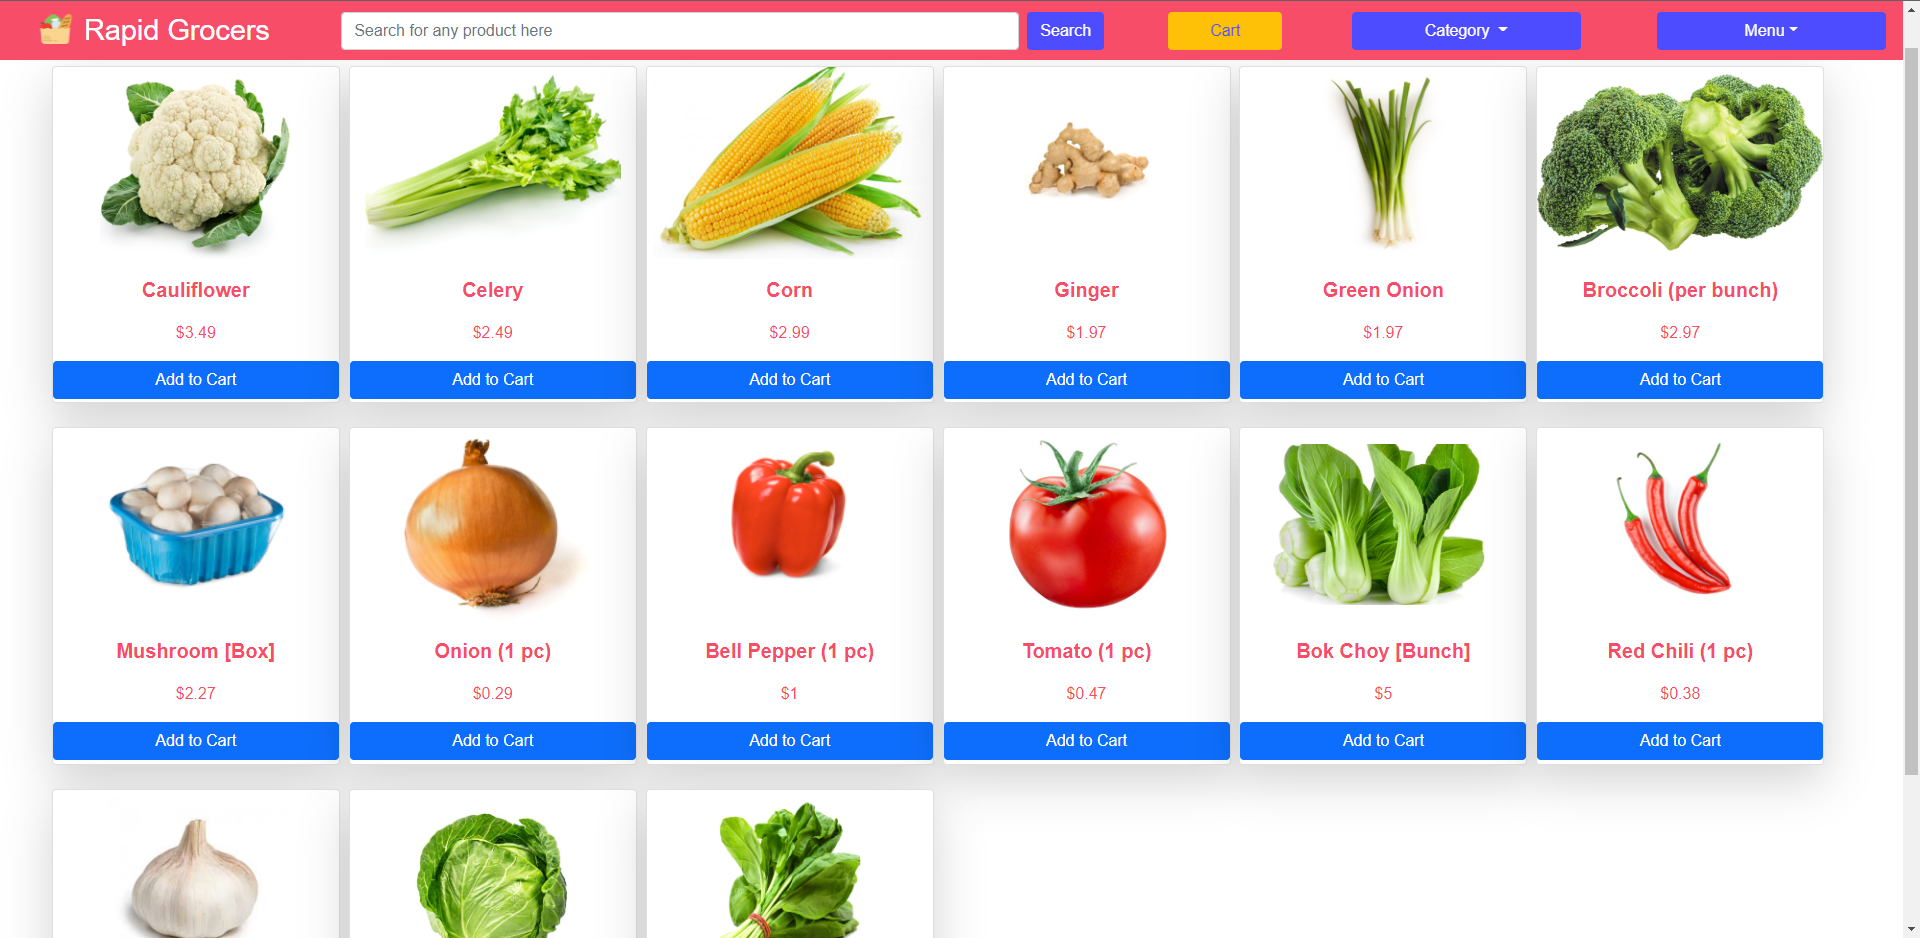 Rapid Grocers
Search for any product here
Search
Cart
Category
Menu
Cauliflower
$3.49
Add to Cart
Celery
$2.49
Add to Cart
Corn
$2.99
Add to Cart
Ginger
$1.97
Add to Cart
Green Onion
$1.97
Add to Cart
Broccoli (per bunch)
$2.97
Add to Cart
Mushroom [Box]
$2.27
Add to Cart
Onion (1 pc)
$0.29
Add to Cart
Bell Pepper (1 pc)
$1
Add to Cart
Tomato (1 pc)
$0.47
Add to Cart
Bok Choy [Bunch]
$5
Add to Cart
Red Chili (1 pc)
$0.38
Add to Cart